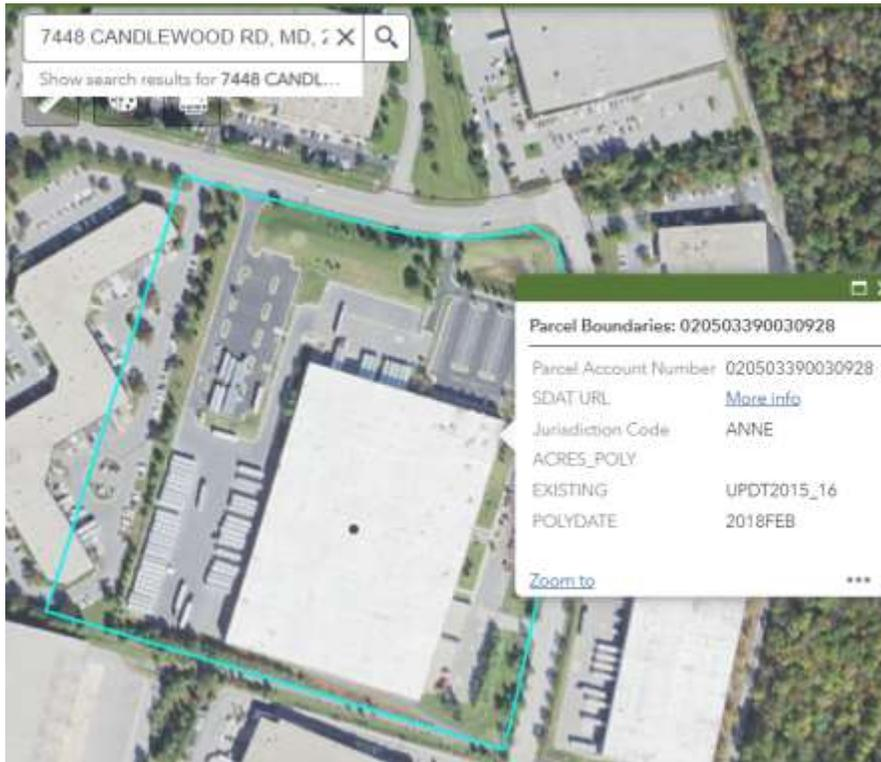 7448 CANDLEWOOD RD, MD, 2
Show search results for 7448 CANDL...
Parcel Boundaries: 020503390030928
Parcel Account Number 020503390030928
SDAT URL More info
Jurisdiction Code ANNE
ACRES_POLY
EXISTING UPDT2015_16
POLYDATE 2018FEB
Zoom to